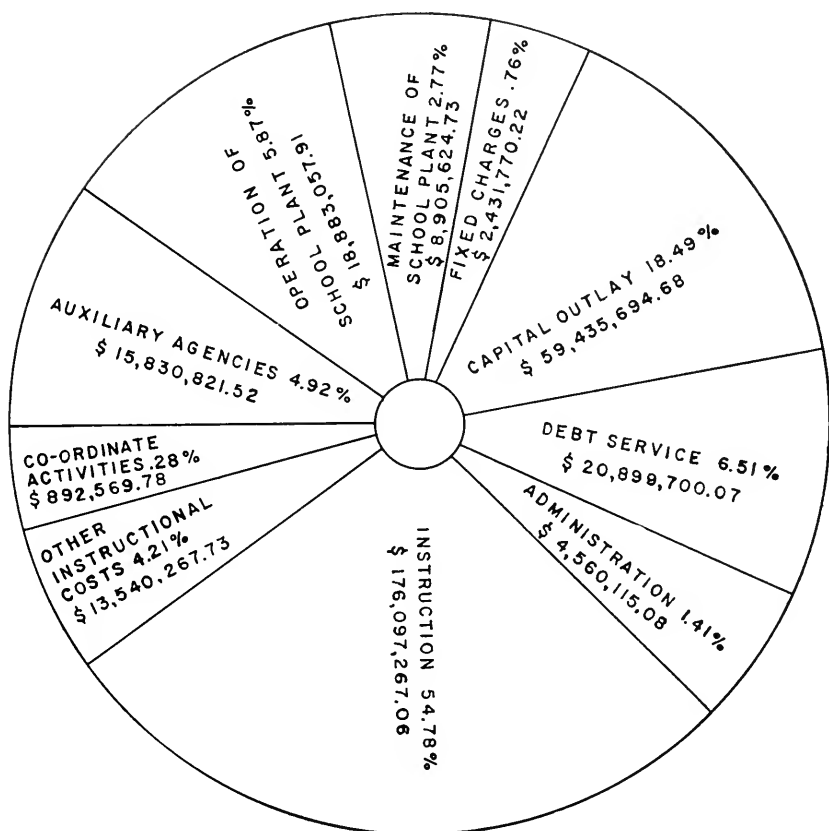 OPERATION OF
SCHOOL PLANT 5.87%
$ 18,883,057.91
MAINTENANCE OF
SCHOOL PLANT 2.77%
$ 8,905,624.73
FIXED CHARGES .76%
$ 2,431,770.22
CAPITAL OUTLAY 18.49%
$ 59,435,694.68
DEBT SERVICE 6.51%
$ 20,899,700.07
ADMINISTRATION 1.41%
$ 4,560,115.08
INSTRUCTION 54.78%
$ 176,097,267.06
OTHER
INSTRUCTIONAL
COSTS 4.21%
$ 13,540,267.73
CO-ORDINATE
ACTIVITIES .28%
$ 892,569.78
AUXILIARY AGENCIES 4.92%
$ 15,830,821.52